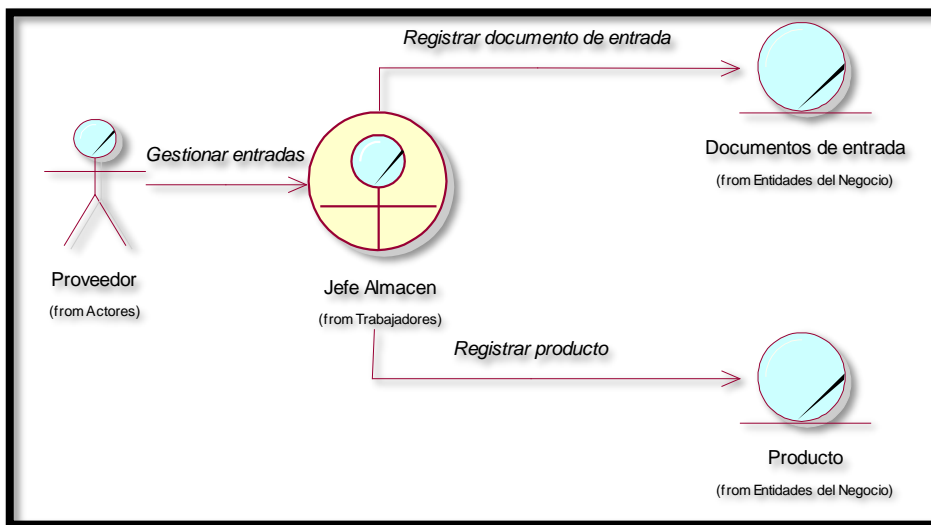 Registrar documento de entrada
Documentos de entrada
(from Entidades del Negocio)
Gestionar entradas
Proveedor
(from Actores)
Jefe Almacen
(from Trabajadores)
Registrar producto
Producto
(from Entidades del Negocio)